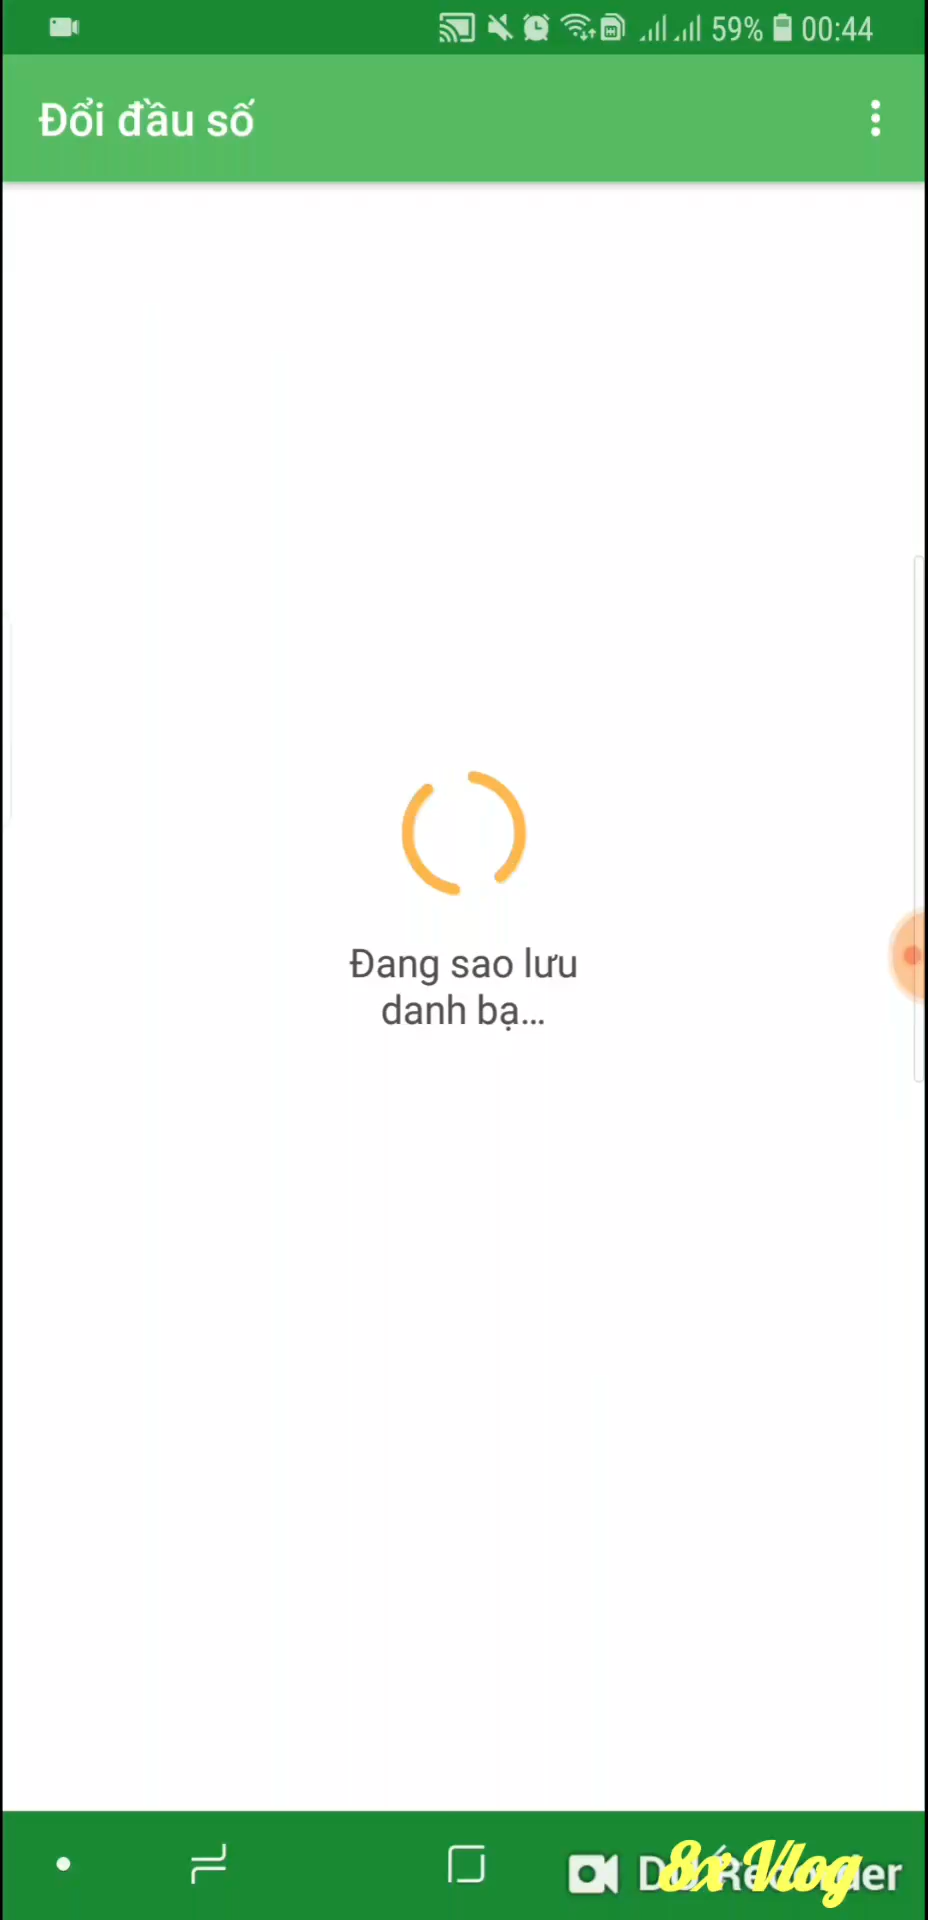 59% 00:44
Đổi đầu số
Đang sao lưu
danh bạ...
8x Vlog